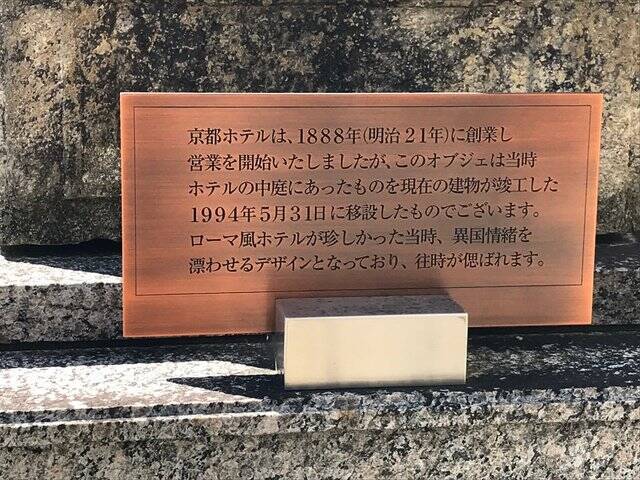 京都ホテルは、1888年(明治21年)に創業し
営業を開始いたしましたが、このオブジェは当時
ホテルの中庭にあったものを現在の建物が竣工した
1994年5月31日に移設したものでございます。
ローマ風ホテルが珍しかった当時、異国情緒を
漂わせるデザインとなっており、往時が偲ばれます。